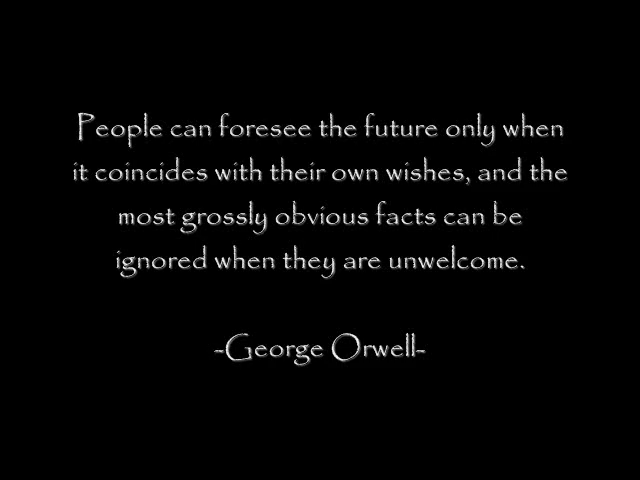 People can foresee the future only when
it coincides with their own wishes, and the
most grossly obvious facts can be
ignored when they are unwelcome.
-George Orwell-